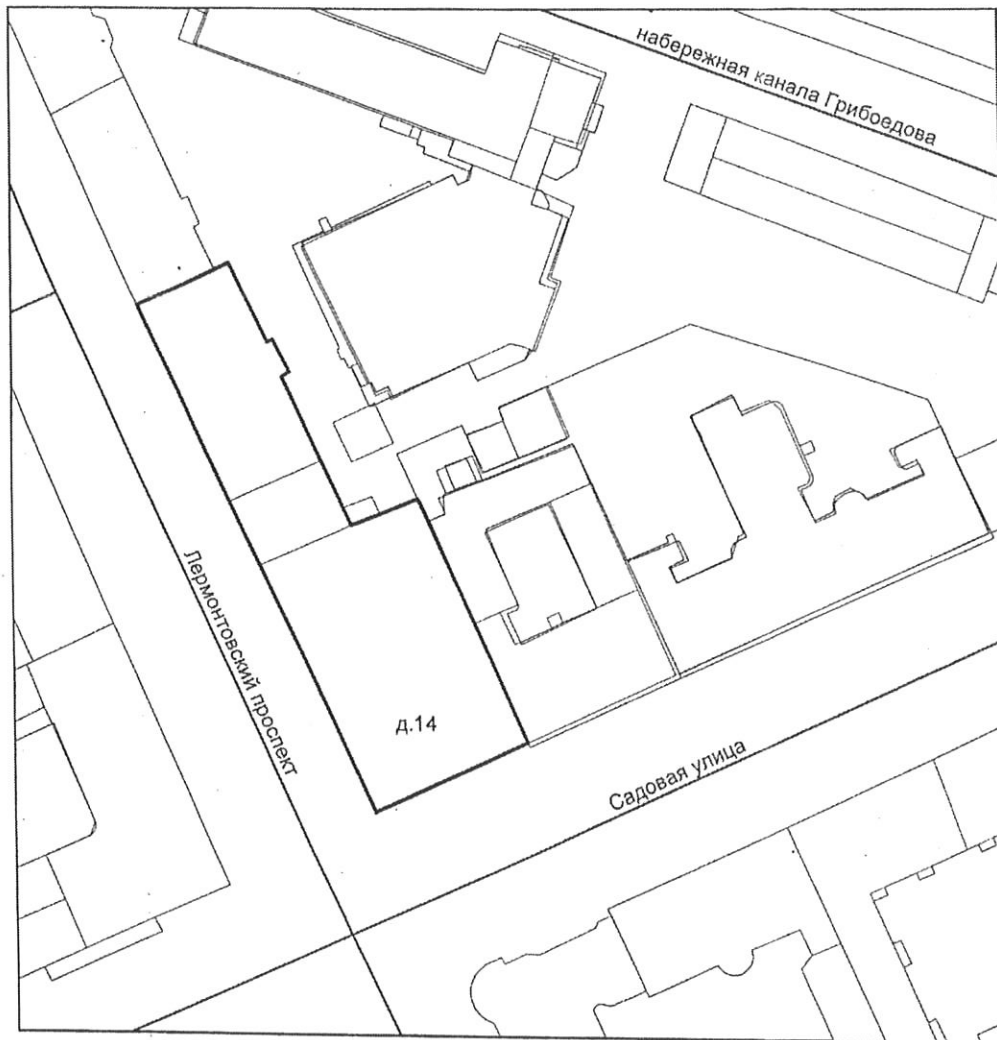 набережная канала Грибоедова
Лермонтовский проспект
д.14
Садовая улица